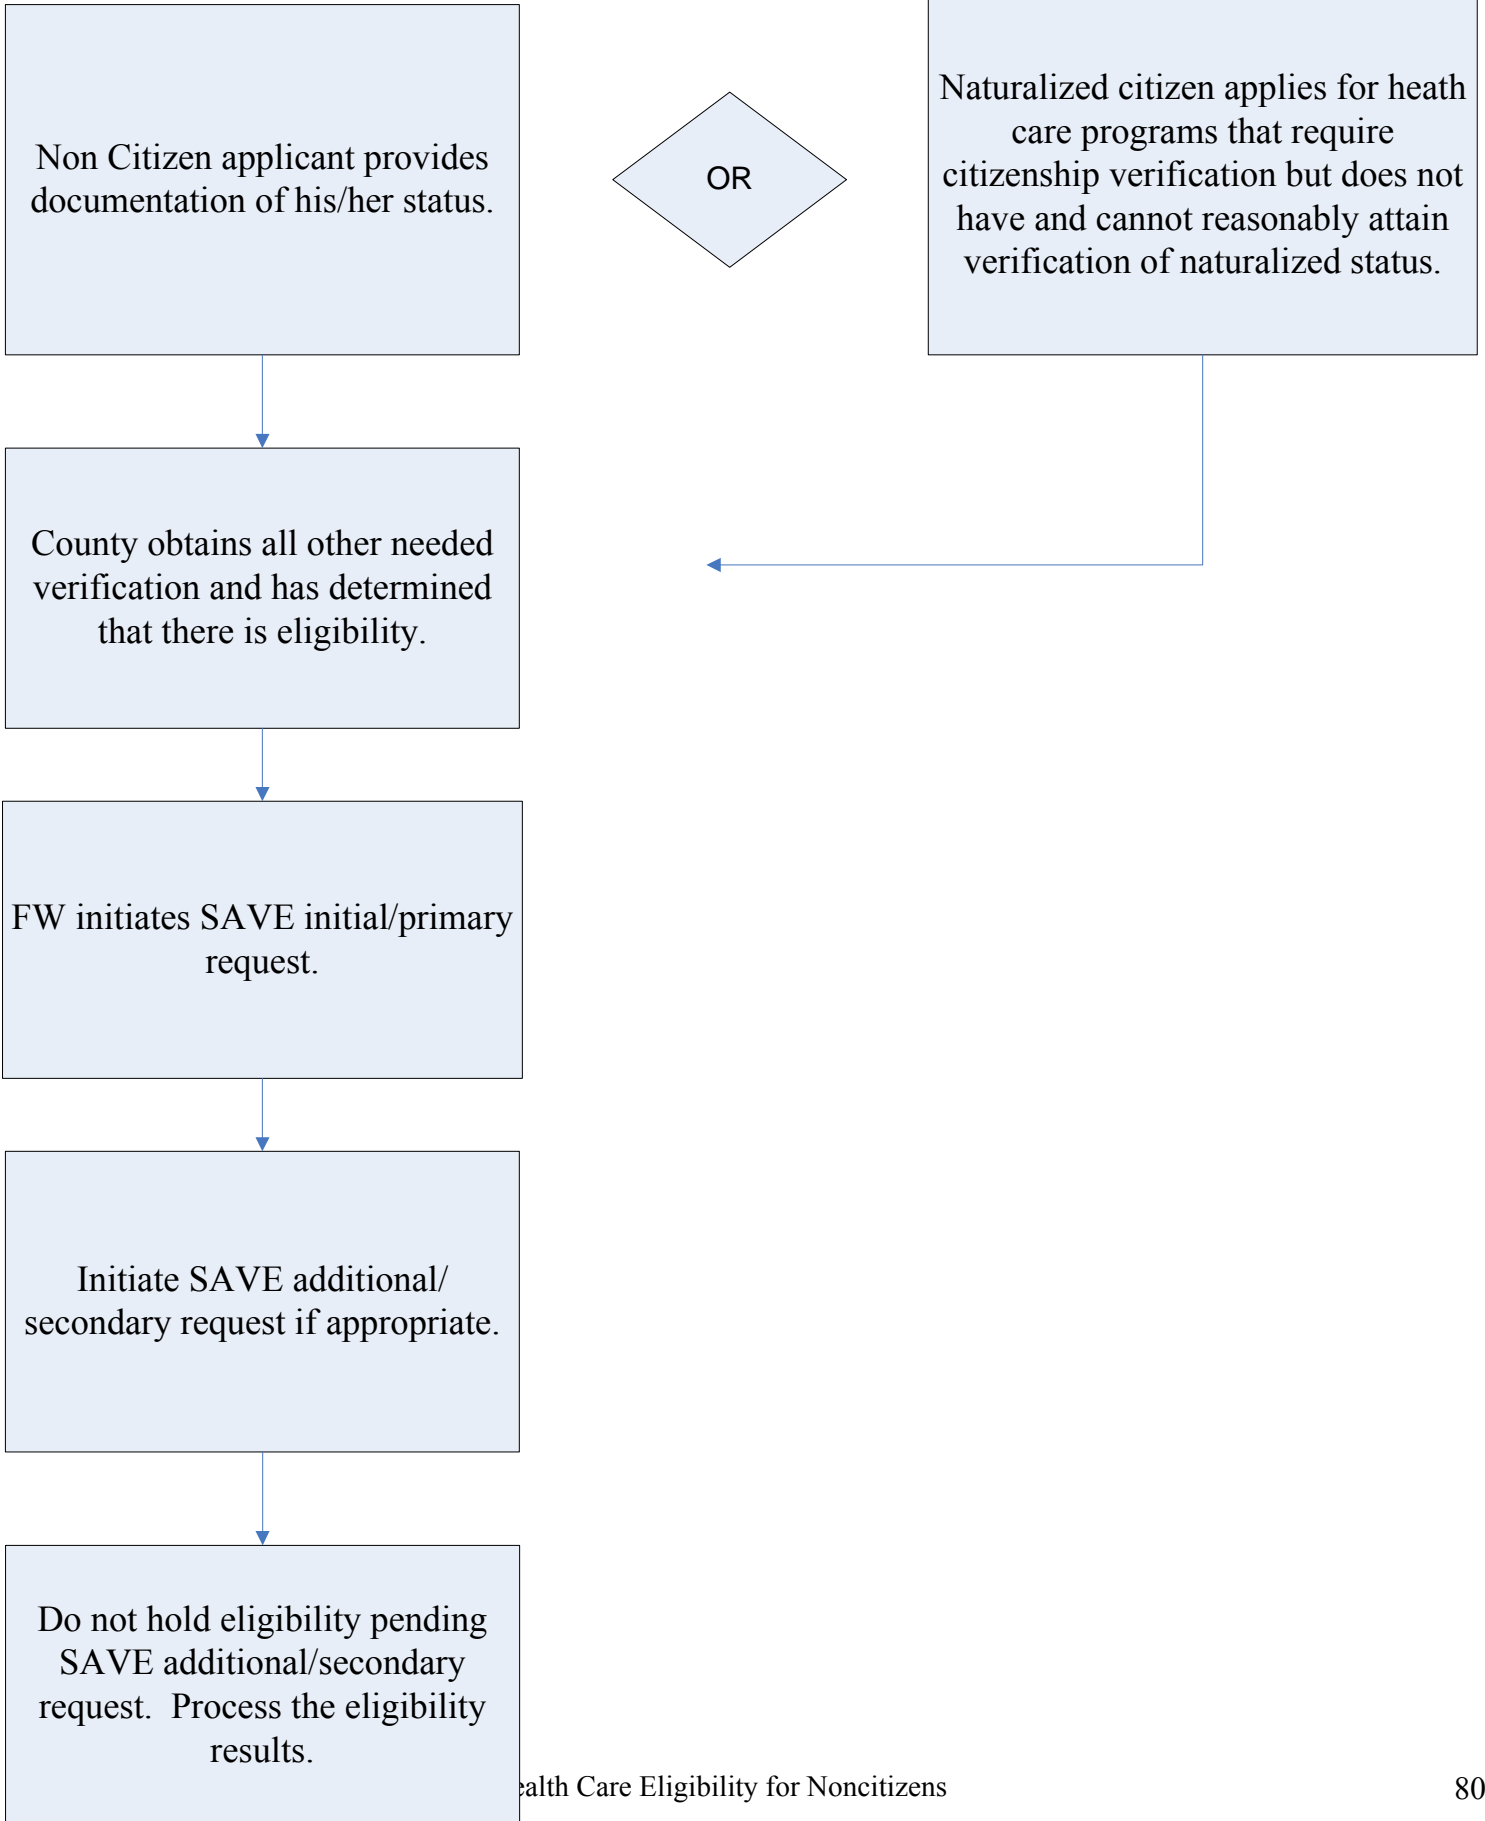 Non Citizen applicant provides
documentation of his/her status.
OR
Naturalized citizen applies for heath
care programs that require
citizenship verification but does not
have and cannot reasonably attain
verification of naturalized status.
County obtains all other needed
verification and has determined
that there is eligibility.
FW initiates SAVE initial/primary
request.
Initiate SAVE additional/
secondary request if appropriate.
Do not hold eligibility pending
SAVE additional/secondary
request.  Process the eligibility
results.
ealth Care Eligibility for Noncitizens
80